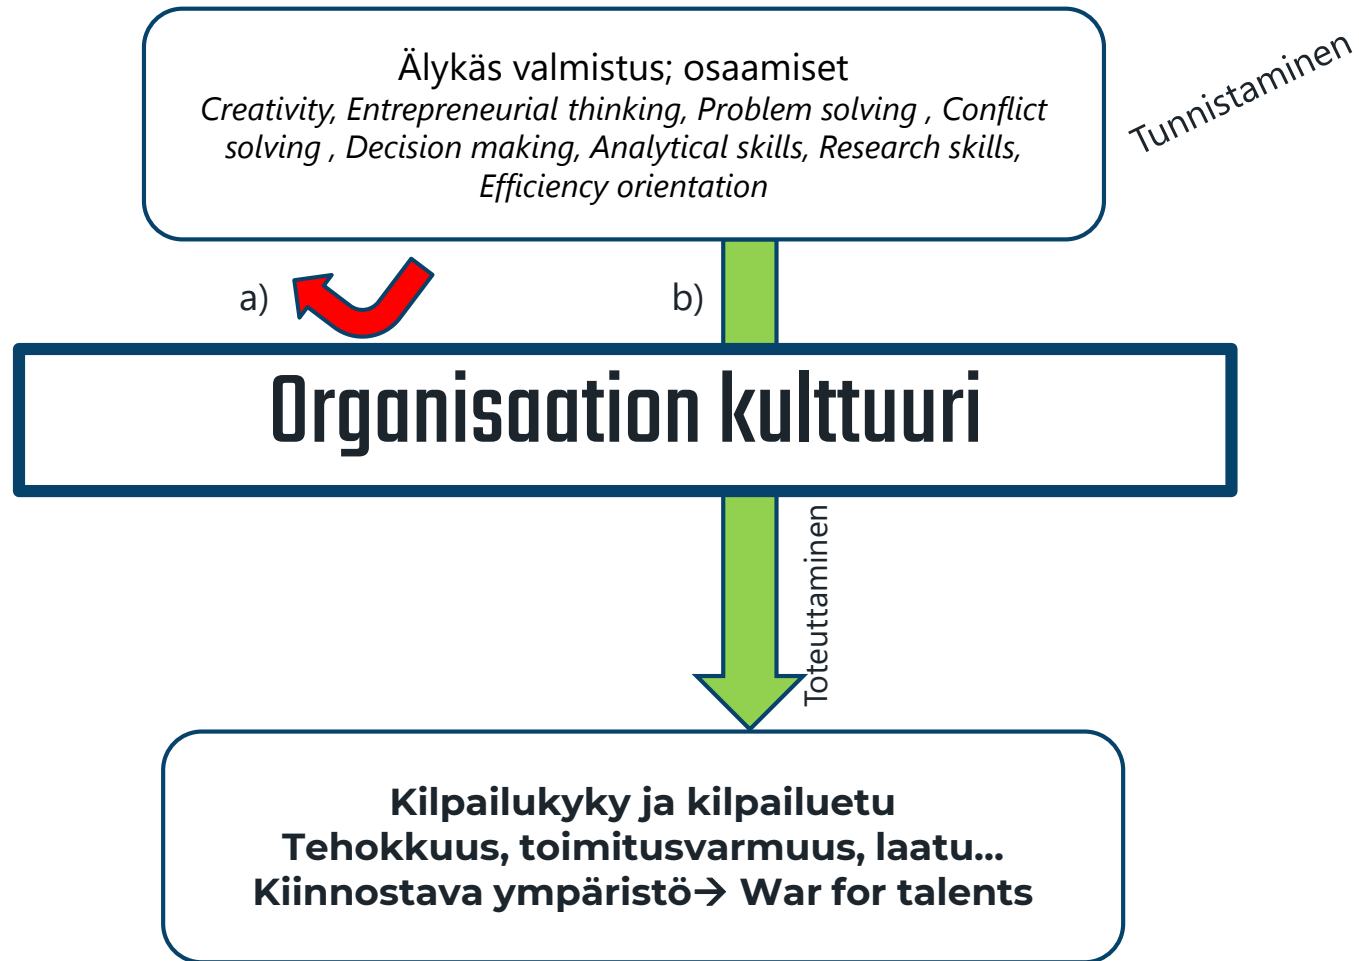 Älykäs valmistus; osaamiset
Creativity, Entrepreneurial thinking, Problem solving , Conflict
solving , Decision making, Analytical skills, Research skills,
Efficiency orientation
Tunnistaminen
a)
b)
Organisaation kulttuuri
Toteuttaminen
Kilpailukyky ja kilpailuetu
Tehokkuus, toimitusvarmuus, laatu...
Kiinnostava ympäristö→ War for talents